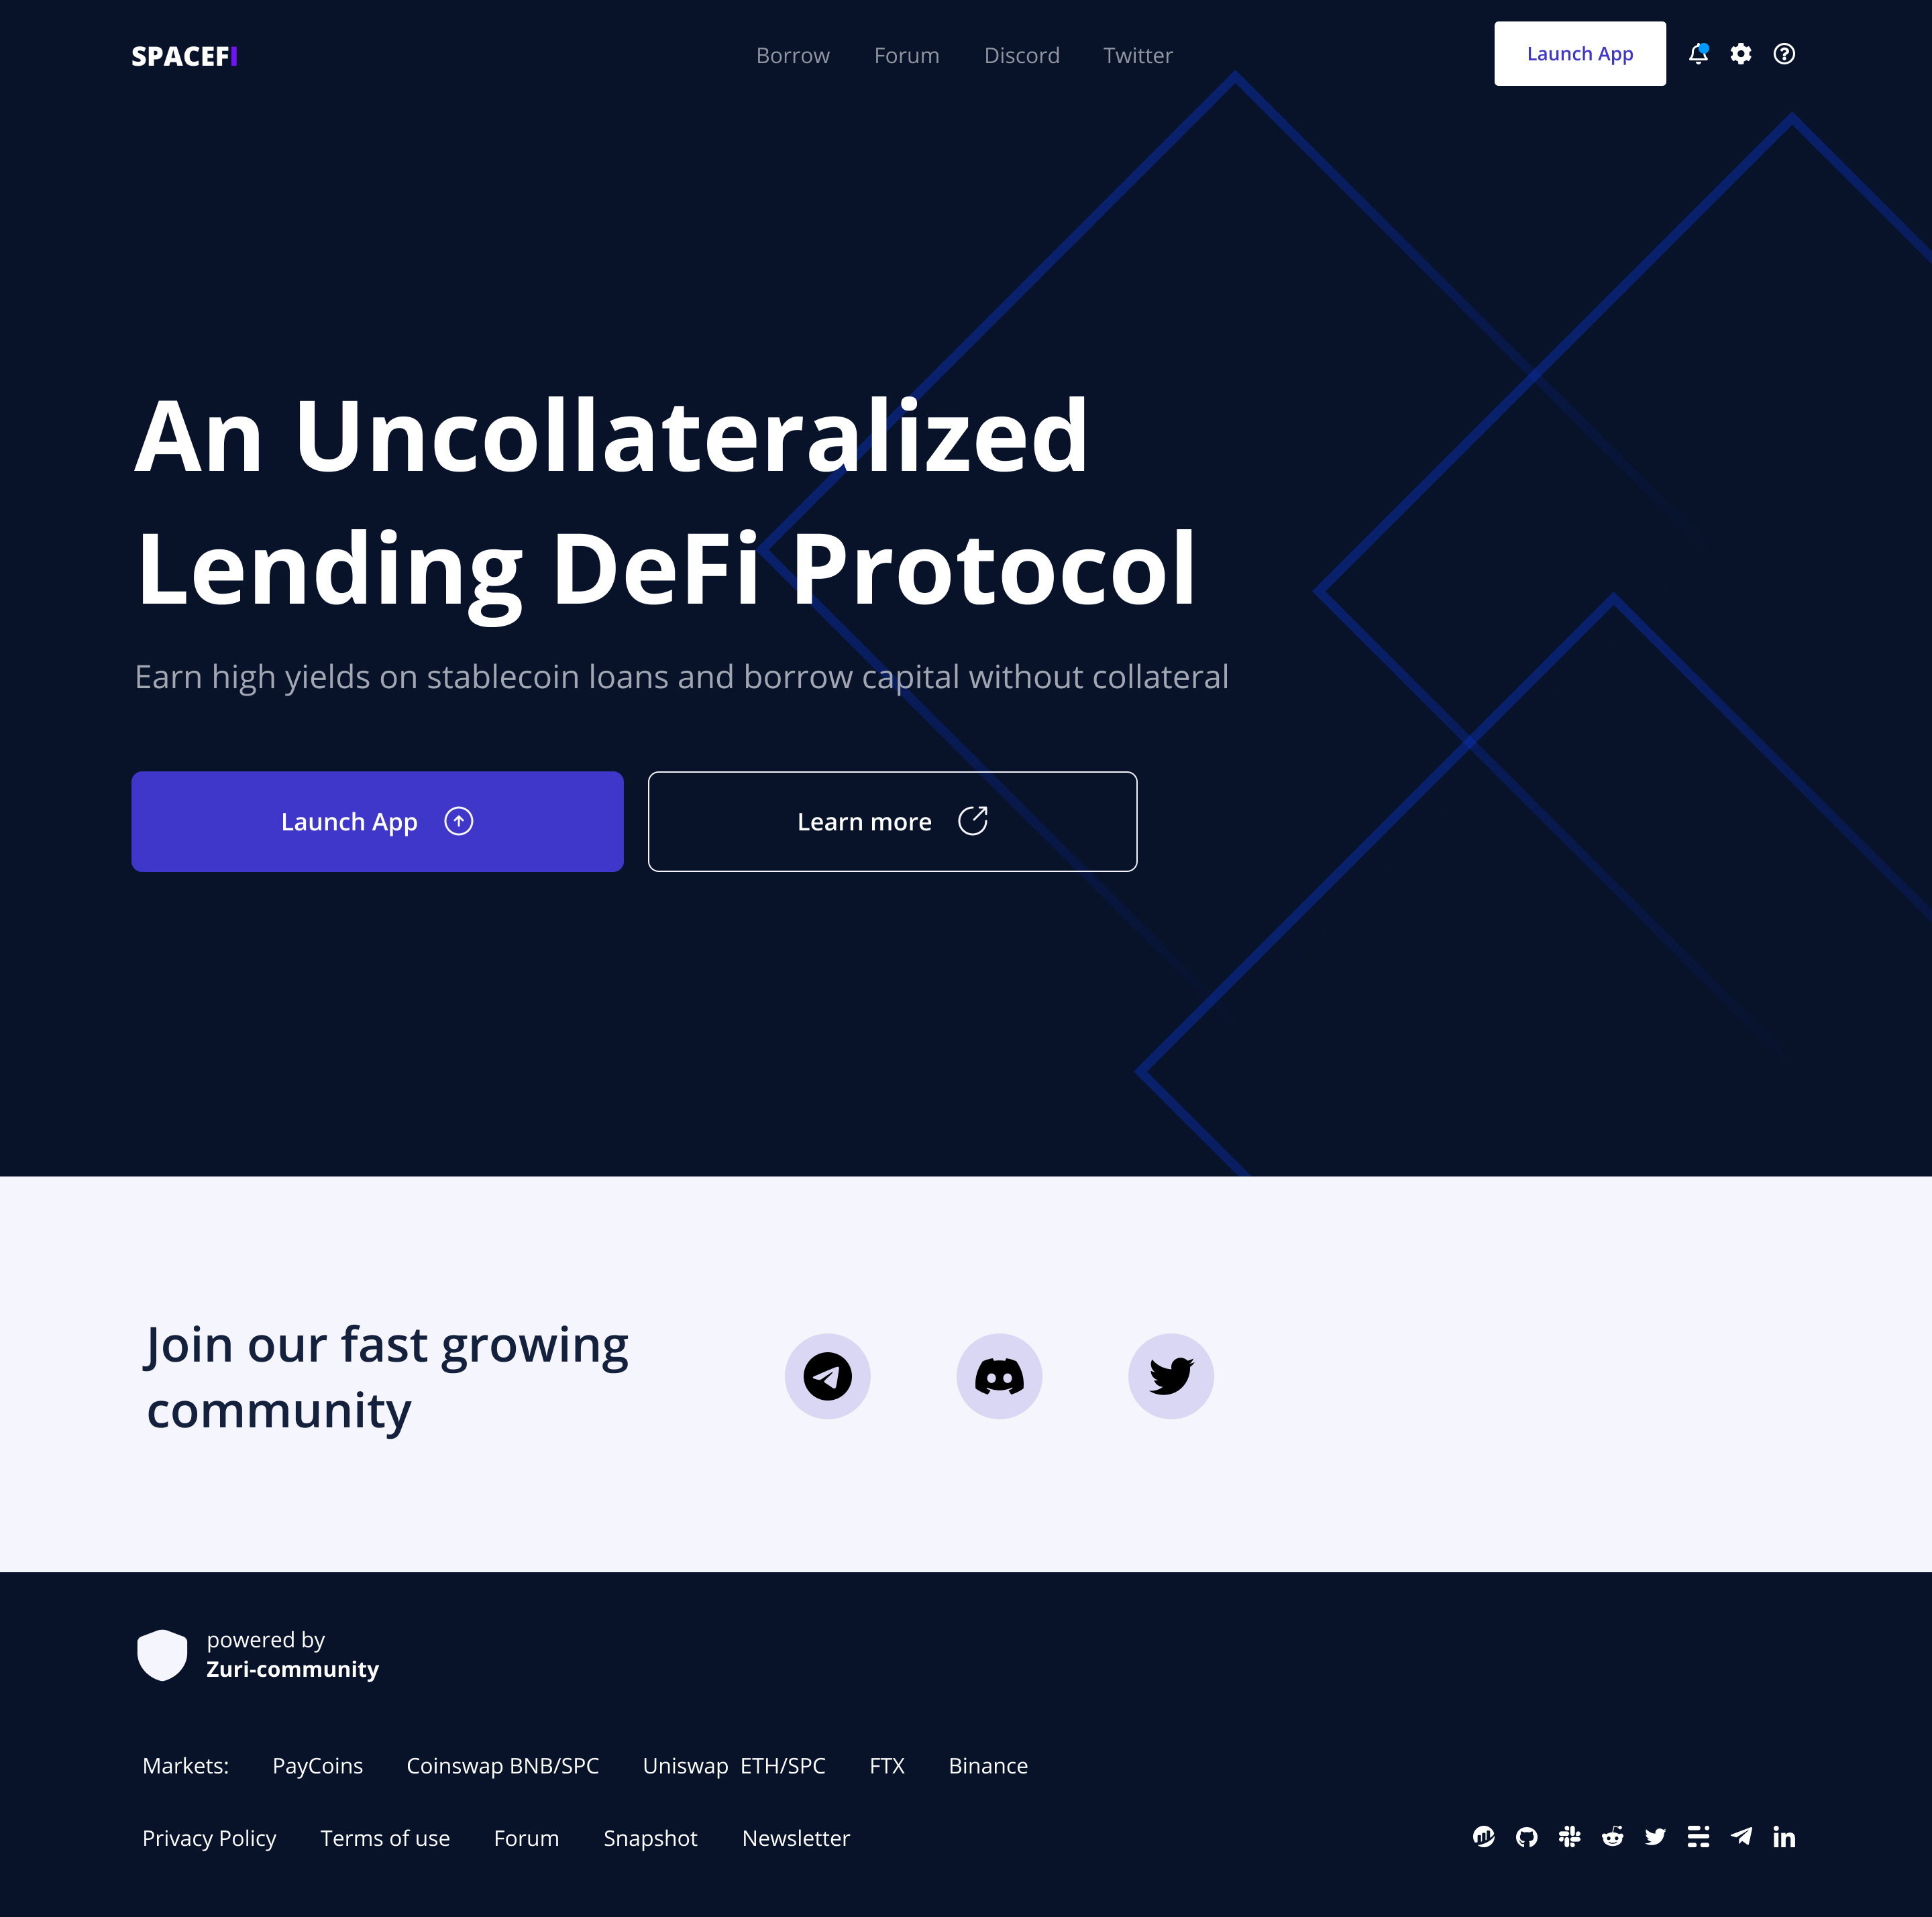 SPACEFI
Borrow Forum Discord Twitter
Launch App
An Uncollateralized
Lending DeFi Protocol
Earn high yields on stablecoin loans and borrow capital without collateral
Launch App
Learn more
Join our fast growing
community
powered by
Zuri-community
Markets: PayCoins Coinswap BNB/SPC Uniswap ETH/SPC FTX Binance
Privacy Policy Terms of use Forum Snapshot Newsletter